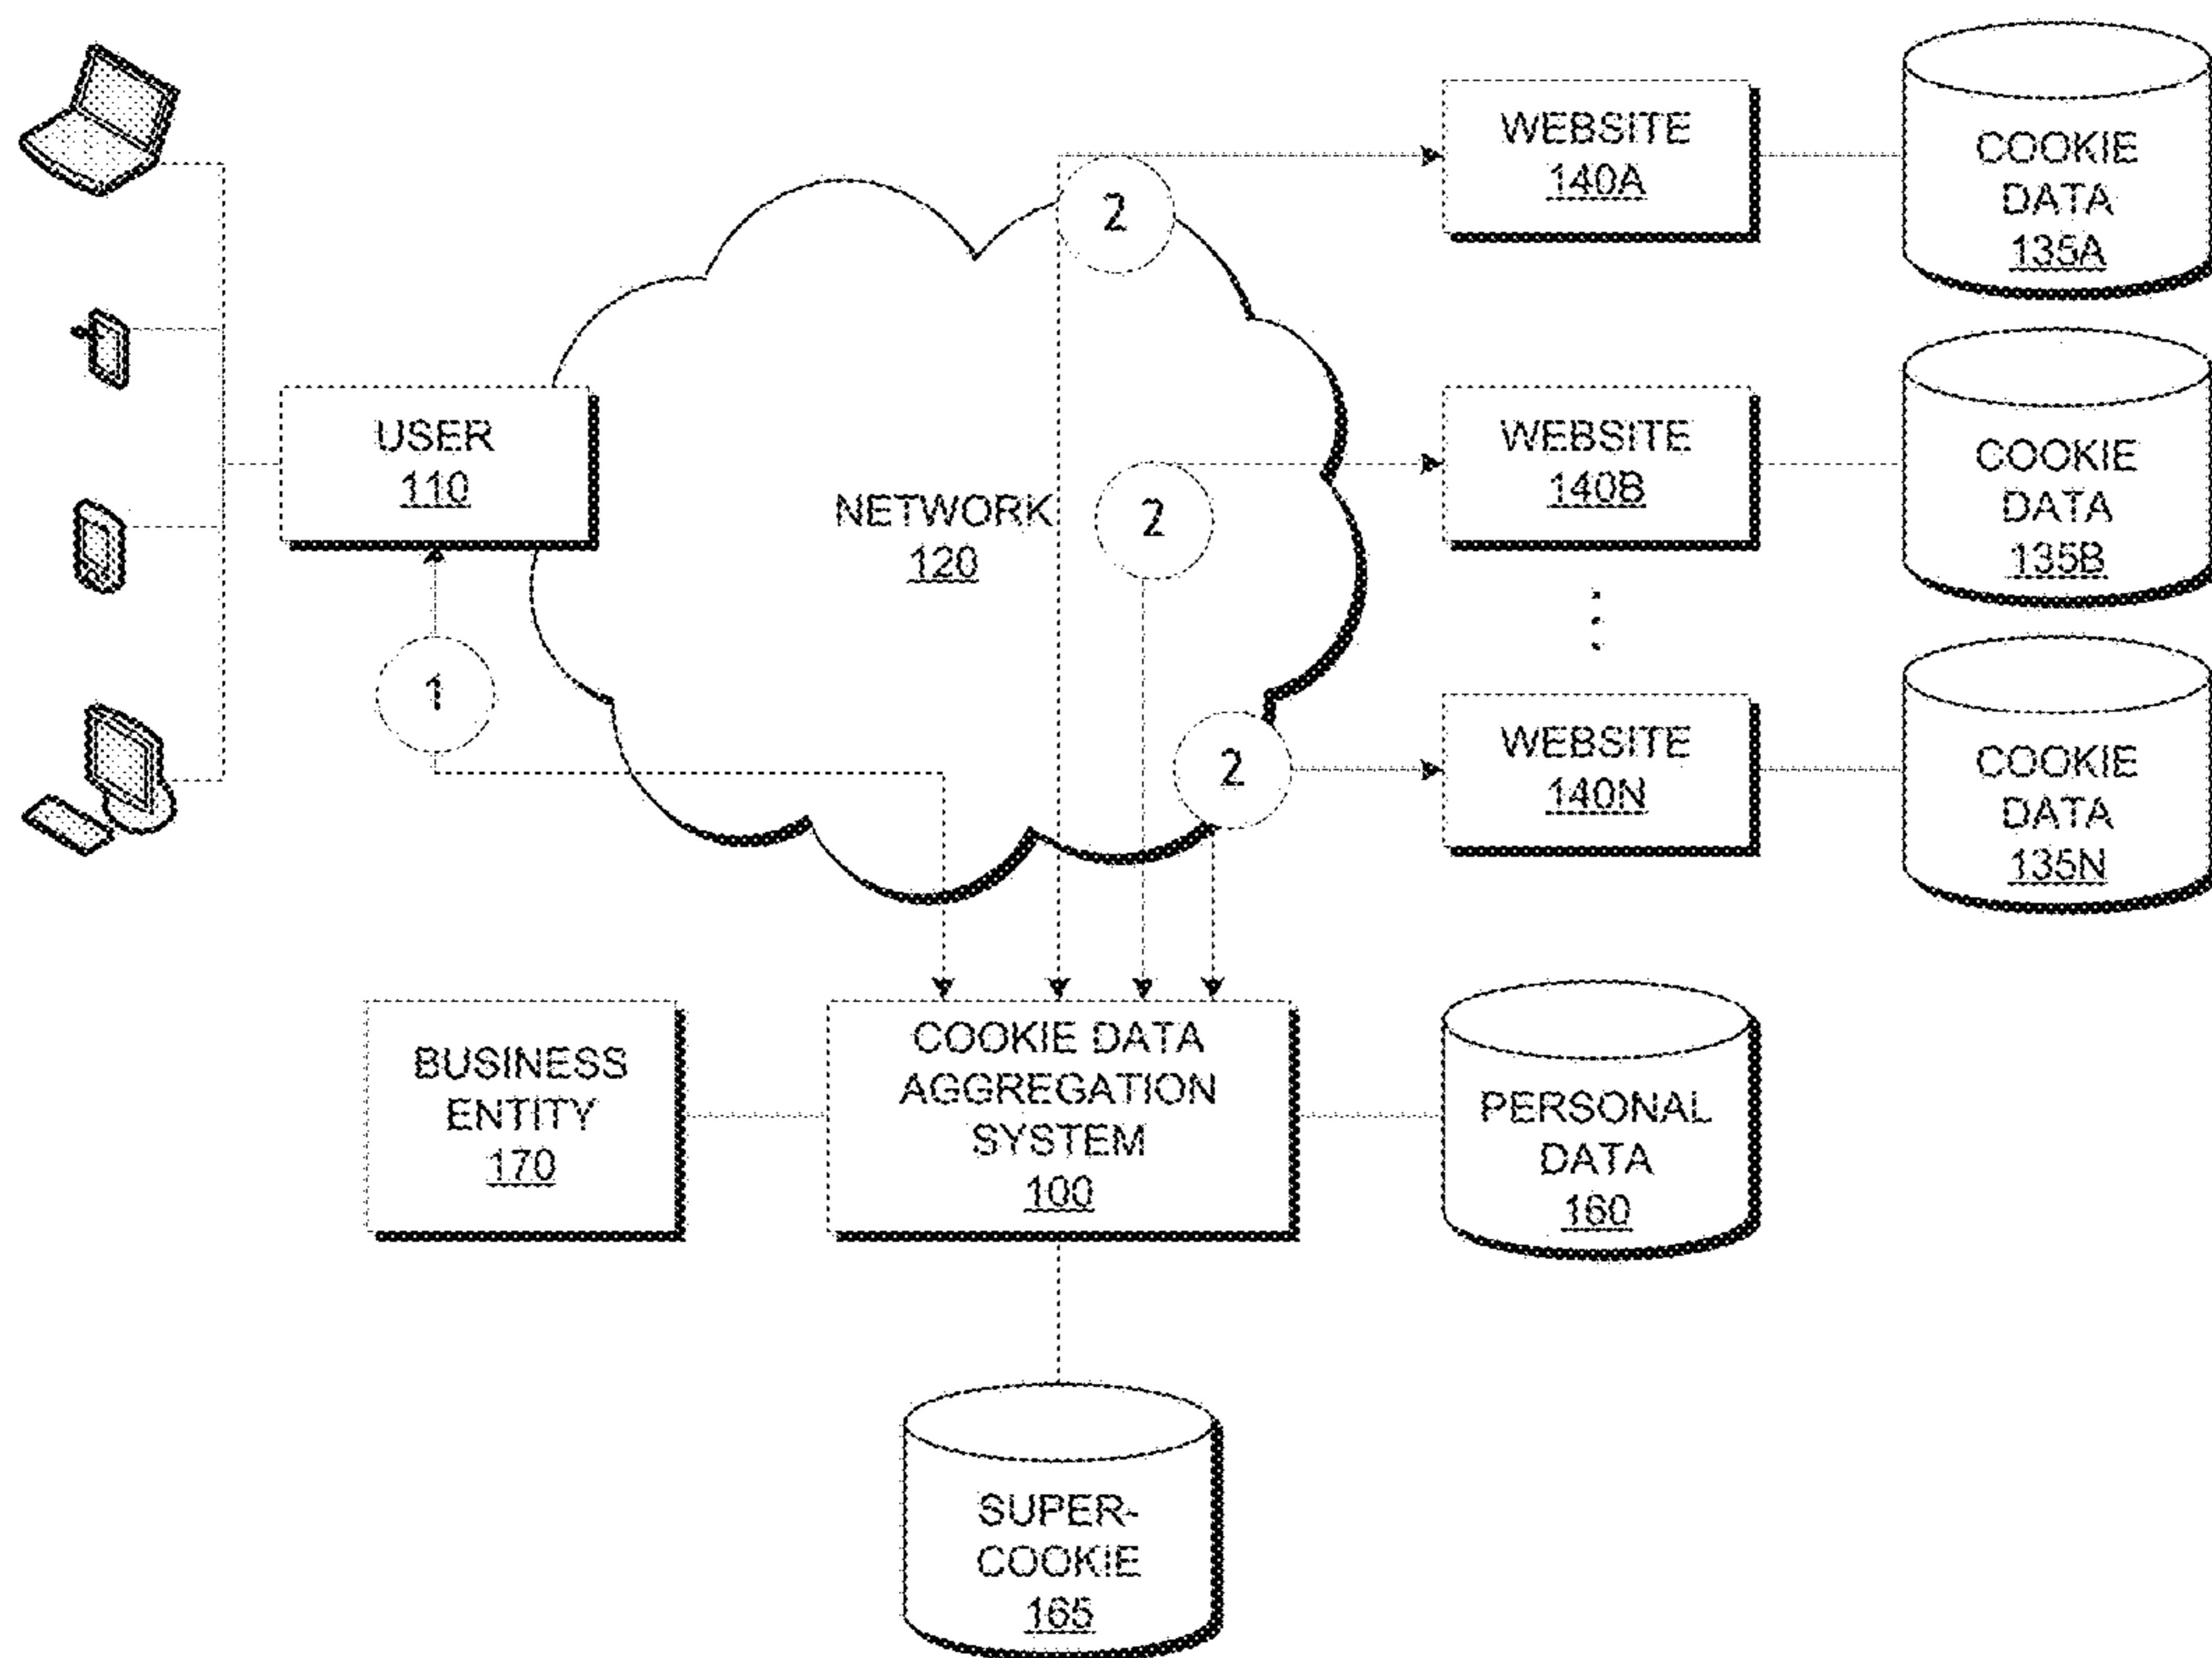 WEBSITE
140A
COOKIE
DATA
135A
2
USER
110
NETWORK
120
2
WEBSITE
140B
COOKIE
DATA
135B
1
2
WEBSITE
140N
COOKIE
DATA
135N
BUSINESS
ENTITY
170
COOKIE DATA
AGGREGATION
SYSTEM
100
PERSONAL
DATA
160
SUPER-
COOKIE
165